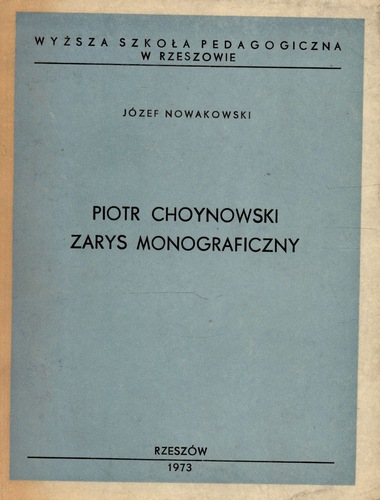 WYŻSZA SZKOŁA PEDAGOGICZNA
W RZESZOWIE
JÓZEF NOWAKOWSKI
PIOTR CHOYNOWSKI
ZARYS MONOGRAFICZNY
RZESZÓW
1973